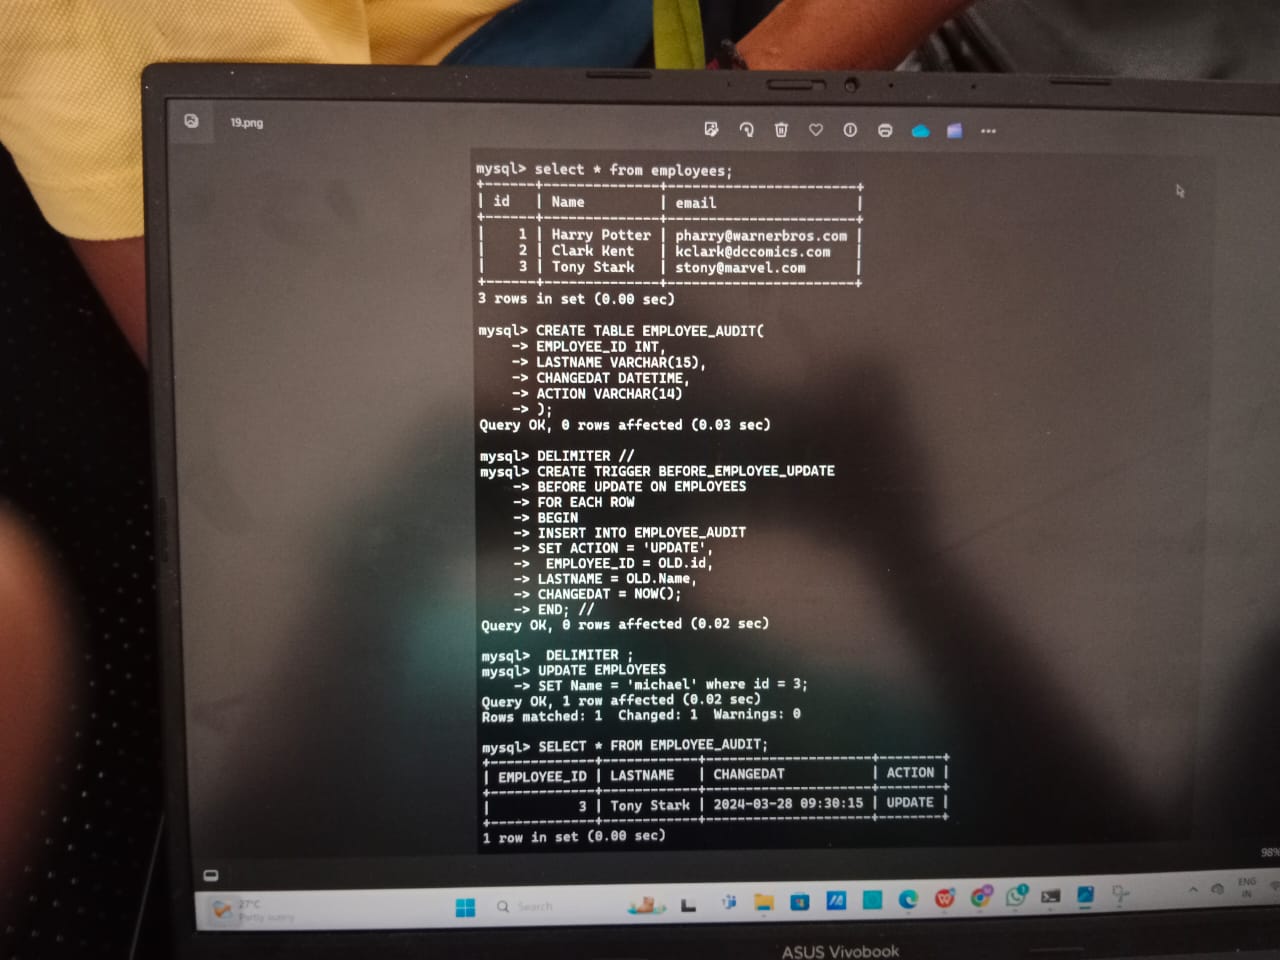 19.png
mysql> select * from employees;
+------+--------------+-----------------------+
| id   | Name         | email                 |
+------+--------------+-----------------------+
|    1 | Harry Potter | pharry@warnerbros.com |
|    2 | Clark Kent   | kclark@dccomics.com   |
|    3 | Tony Stark   | stony@marvel.com      |
+------+--------------+-----------------------+
3 rows in set (0.00 sec)
mysql> CREATE TABLE EMPLOYEE_AUDIT(
    -> EMPLOYEE_ID INT,
    -> LASTNAME VARCHAR(15),
    -> CHANGEDAT DATETIME,
    -> ACTION VARCHAR(14)
    -> );
Query OK, 0 rows affected (0.03 sec)
mysql> DELIMITER //
mysql> CREATE TRIGGER BEFORE_EMPLOYEE_UPDATE
    -> BEFORE UPDATE ON EMPLOYEES
    -> FOR EACH ROW
    -> BEGIN
    -> INSERT INTO EMPLOYEE_AUDIT
    -> SET ACTION = 'UPDATE',
    ->  EMPLOYEE_ID = OLD.id,
    -> LASTNAME = OLD.Name,
    -> CHANGEDAT = NOW();
    -> END; //
Query OK, 0 rows affected (0.02 sec)
mysql>  DELIMITER ;
mysql> UPDATE EMPLOYEES
    -> SET Name = 'michael' where id = 3;
Query OK, 1 row affected (0.02 sec)
Rows matched: 1  Changed: 1  Warnings: 0
mysql> SELECT * FROM EMPLOYEE_AUDIT;
+-------------+------------+---------------------+--------+
| EMPLOYEE_ID | LASTNAME   | CHANGEDAT           | ACTION |
+-------------+------------+---------------------+--------+
|           3 | Tony Stark | 2024-03-28 09:30:15 | UPDATE |
+-------------+------------+---------------------+--------+
1 row in set (0.00 sec)
98%
27°C
Partly sunny
Search
ENG
IN
ASUS Vivobook